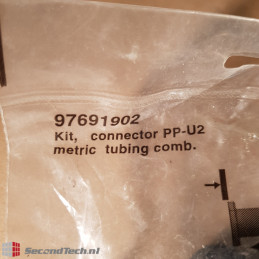 97691902
Kit, connector PP-U2
metric tubing comb.
SecondTech.nl